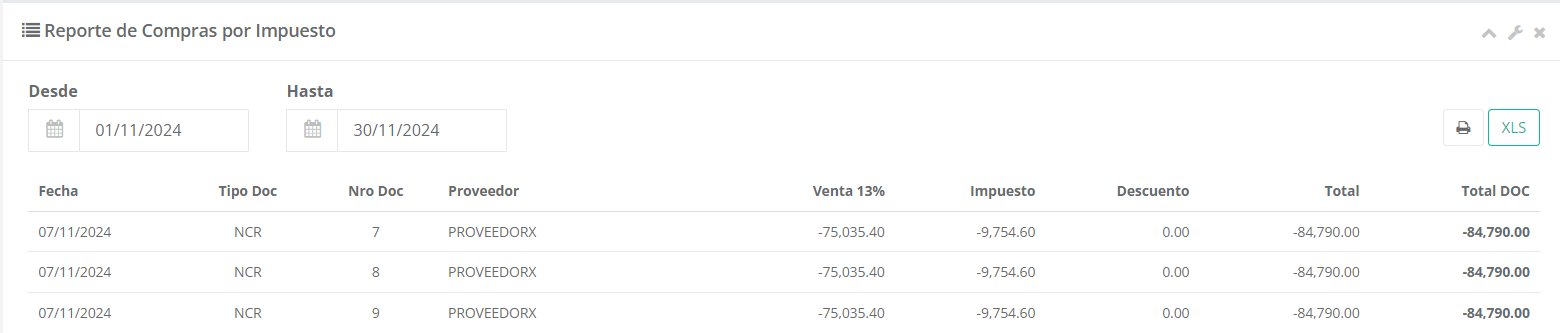 Reporte de Compras por Impuesto
Desde Hasta
01/11/2024 30/11/2024 XLS
Fecha Tipo Doc Nro Doc Proveedor Venta 13% Impuesto Descuento Total Total DOC
07/11/2024 NCR 7 PROVEEDORX -75,035.40 -9,754.60 0.00 -84,790.00 -84,790.00
07/11/2024 NCR 8 PROVEEDORX -75,035.40 -9,754.60 0.00 -84,790.00 -84,790.00
07/11/2024 NCR 9 PROVEEDORX -75,035.40 -9,754.60 0.00 -84,790.00 -84,790.00